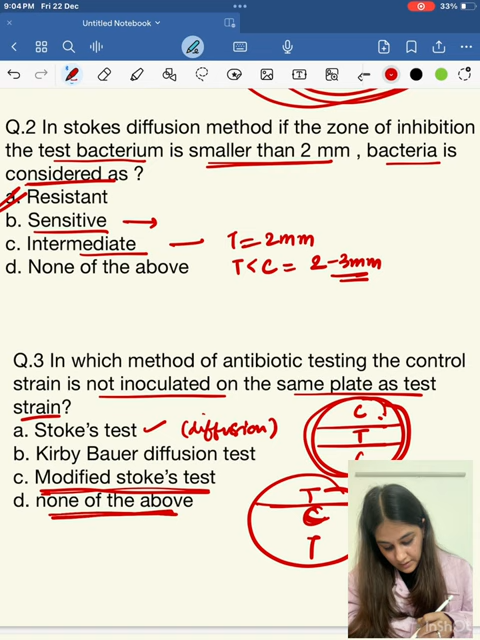 9:04 PM Fri 22 Dec
33%
Untitled Notebook
Q.2 In stokes diffusion method if the zone of inhibition
the test bacterium is smaller than 2 mm , bacteria is
considered as ?
a. Resistant
b. Sensitive
c. Intermediate T = 2mm
d. None of the above T < C = 2-3mm
Q.3 In which method of antibiotic testing the control
strain is not inoculated on the same plate as test
strain?
a. Stoke's test (diffusion)
b. Kirby Bauer diffusion test
c. Modified stoke's test
d. none of the above
C ?
T
C
T
C
T
InShOt